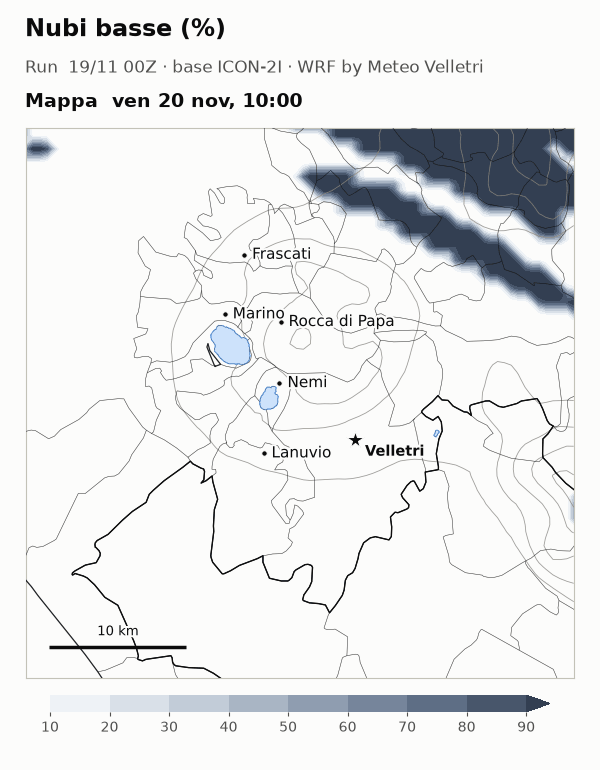 Nubi basse (%)
Run  19/11 00Z · base ICON-2I · WRF by Meteo Velletri
Mappa  ven 20 nov, 10:00
Frascati
Marino
Rocca di Papa
Nemi
Velletri
Lanuvio
10 km
10 20 30 40 50 60 70 80 90